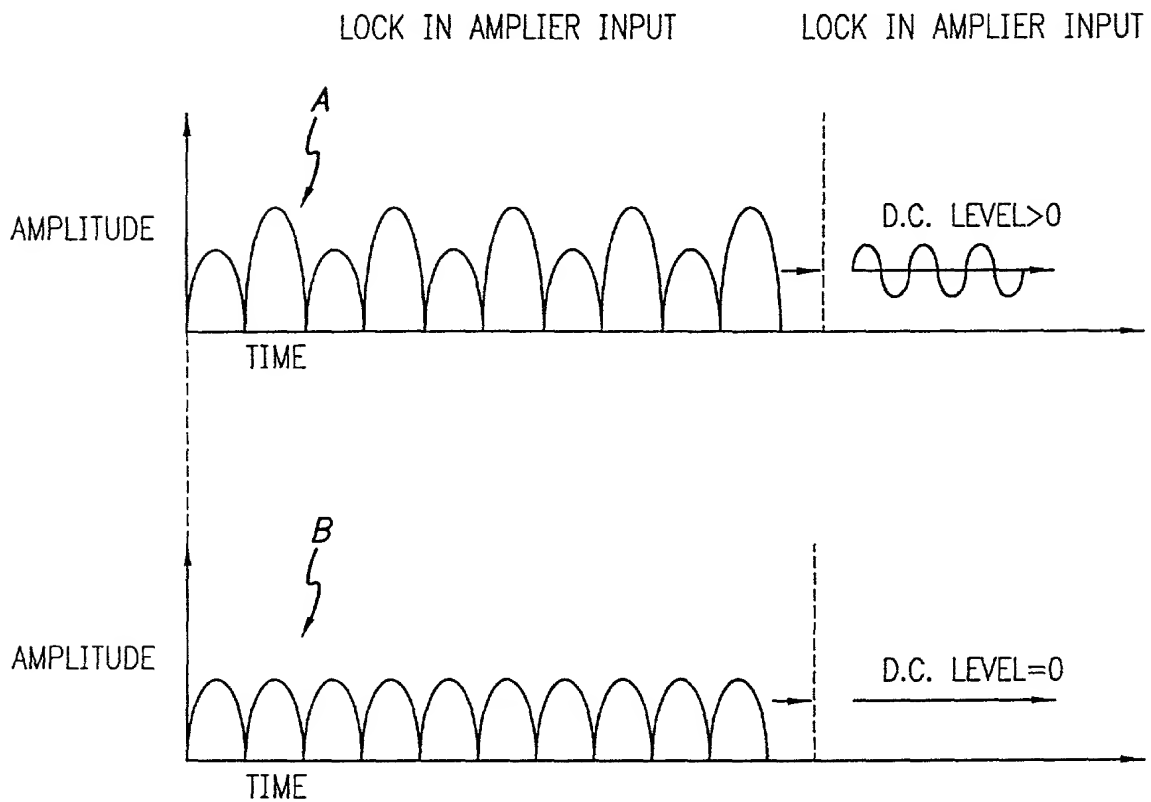 LOCK IN AMPLIER INPUT
LOCK IN AMPLIER INPUT
A
AMPLITUDE
D.C. LEVEL>0
TIME
B
AMPLITUDE
D.C. LEVEL=0
TIME